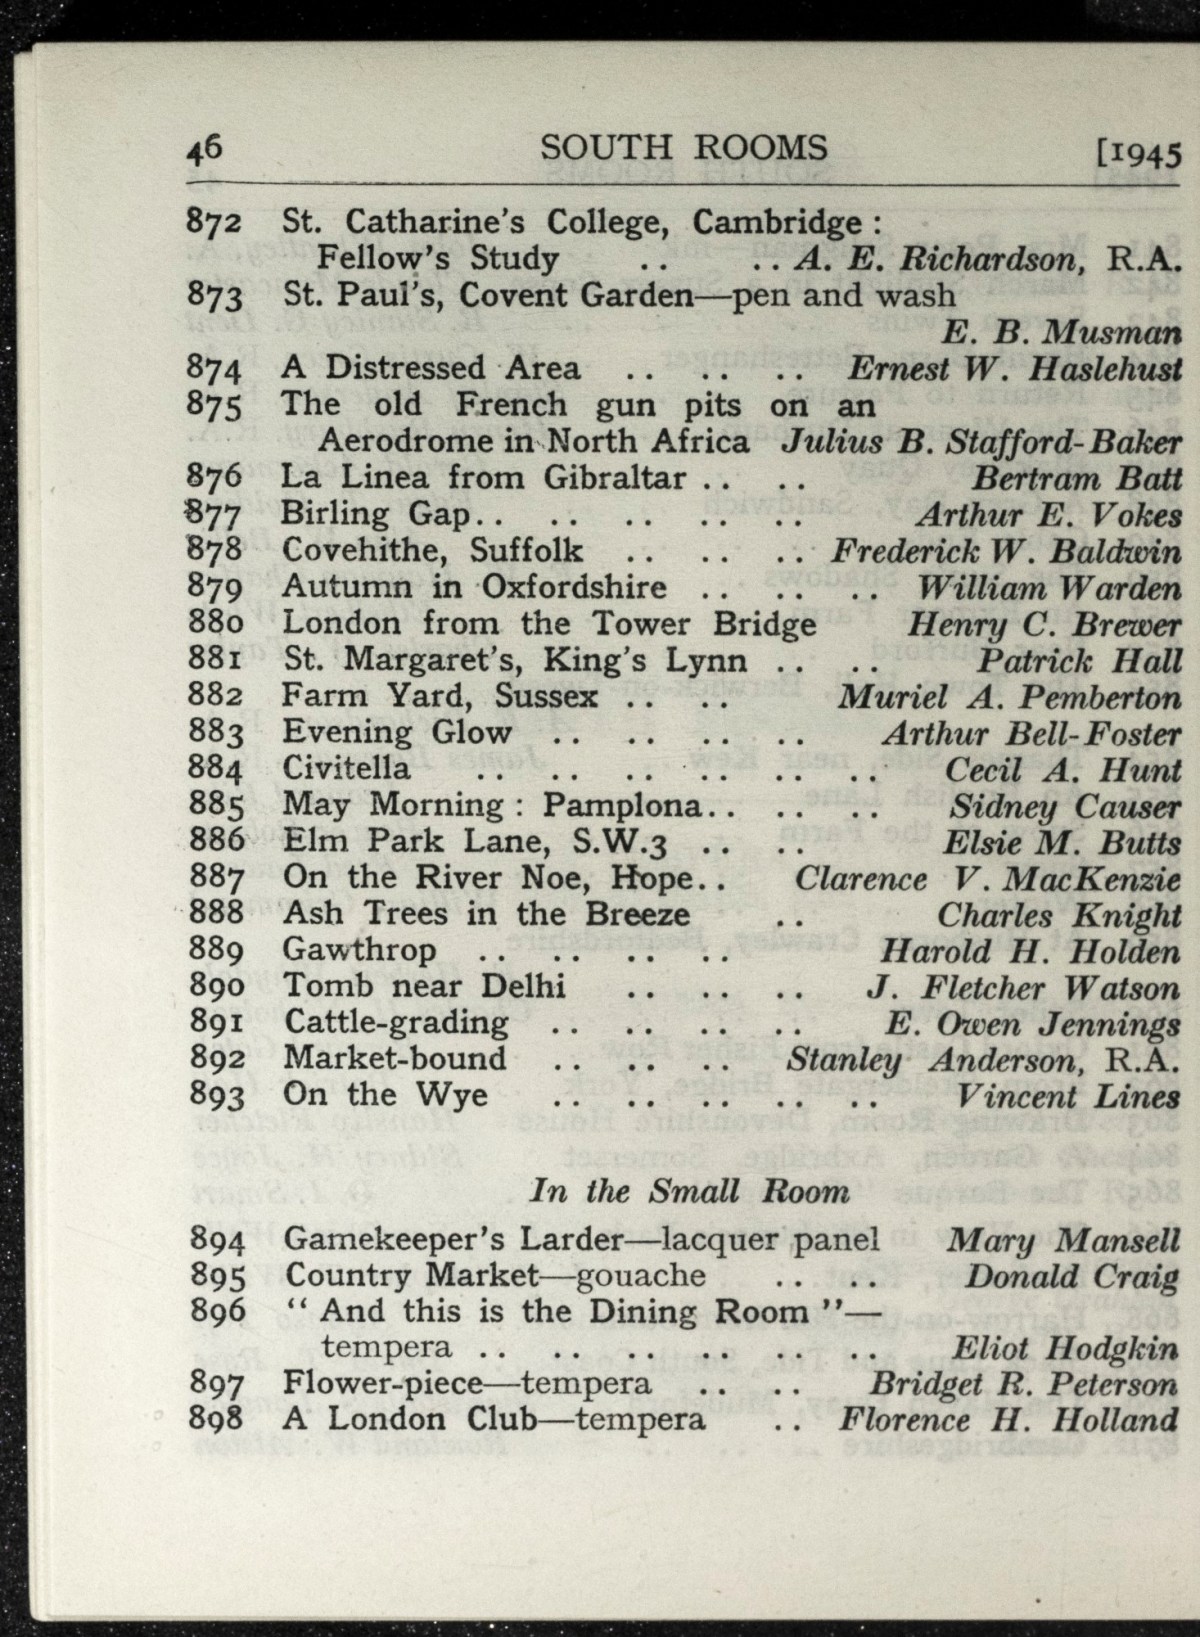 46 SOUTH ROOMS [1945
872 St. Catharine's College, Cambridge :
Fellow's Study .. .. A. E. Richardson, R.A.
873 St. Paul's, Covent Garden—pen and wash
E. B. Musman
874 A Distressed Area .. .. .. Ernest W. Haslehust
875 The old French gun pits on an
Aerodrome in North Africa Julius B. Stafford-Baker
876 La Linea from Gibraltar .. .. Bertram Batt
877 Birling Gap.. .. .. .. .. Arthur E. Vokes
878 Covehithe, Suffolk .. .. .. Frederick W. Baldwin
879 Autumn in Oxfordshire .. .. .. William Warden
880 London from the Tower Bridge Henry C. Brewer
881 St. Margaret's, King's Lynn .. .. Patrick Hall
882 Farm Yard, Sussex .. .. Muriel A. Pemberton
883 Evening Glow .. .. .. .. Arthur Bell-Foster
884 Civitella .. .. .. .. .. .. Cecil A. Hunt
885 May Morning : Pamplona.. .. .. Sidney Causer
886 Elm Park Lane, S.W.3 .. .. Elsie M. Butts
887 On the River Noe, Hope.. Clarence V. MacKenzie
888 Ash Trees in the Breeze .. Charles Knight
889 Gawthrop .. .. .. .. Harold H. Holden
890 Tomb near Delhi .. .. .. J. Fletcher Watson
891 Cattle-grading .. .. .. .. E. Owen Jennings
892 Market-bound .. .. .. Stanley Anderson, R.A.
893 On the Wye .. .. .. .. .. Vincent Lines
In the Small Room
894 Gamekeeper's Larder—lacquer panel Mary Mansell
895 Country Market—gouache .. .. Donald Craig
896 “ And this is the Dining Room ”—
tempera .. .. .. .. .. .. Eliot Hodgkin
897 Flower-piece—tempera .. .. Bridget R. Peterson
898 A London Club—tempera .. Florence H. Holland